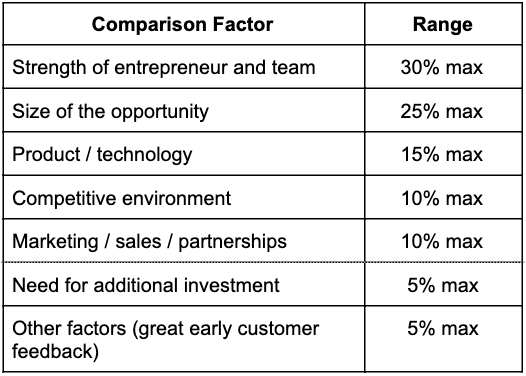 Comparison Factor Range
Strength of entrepreneur and team 30% max
Size of the opportunity 25% max
Product / technology 15% max
Competitive environment 10% max
Marketing / sales / partnerships 10% max
Need for additional investment 5% max
Other factors (great early customer 5% max
feedback)